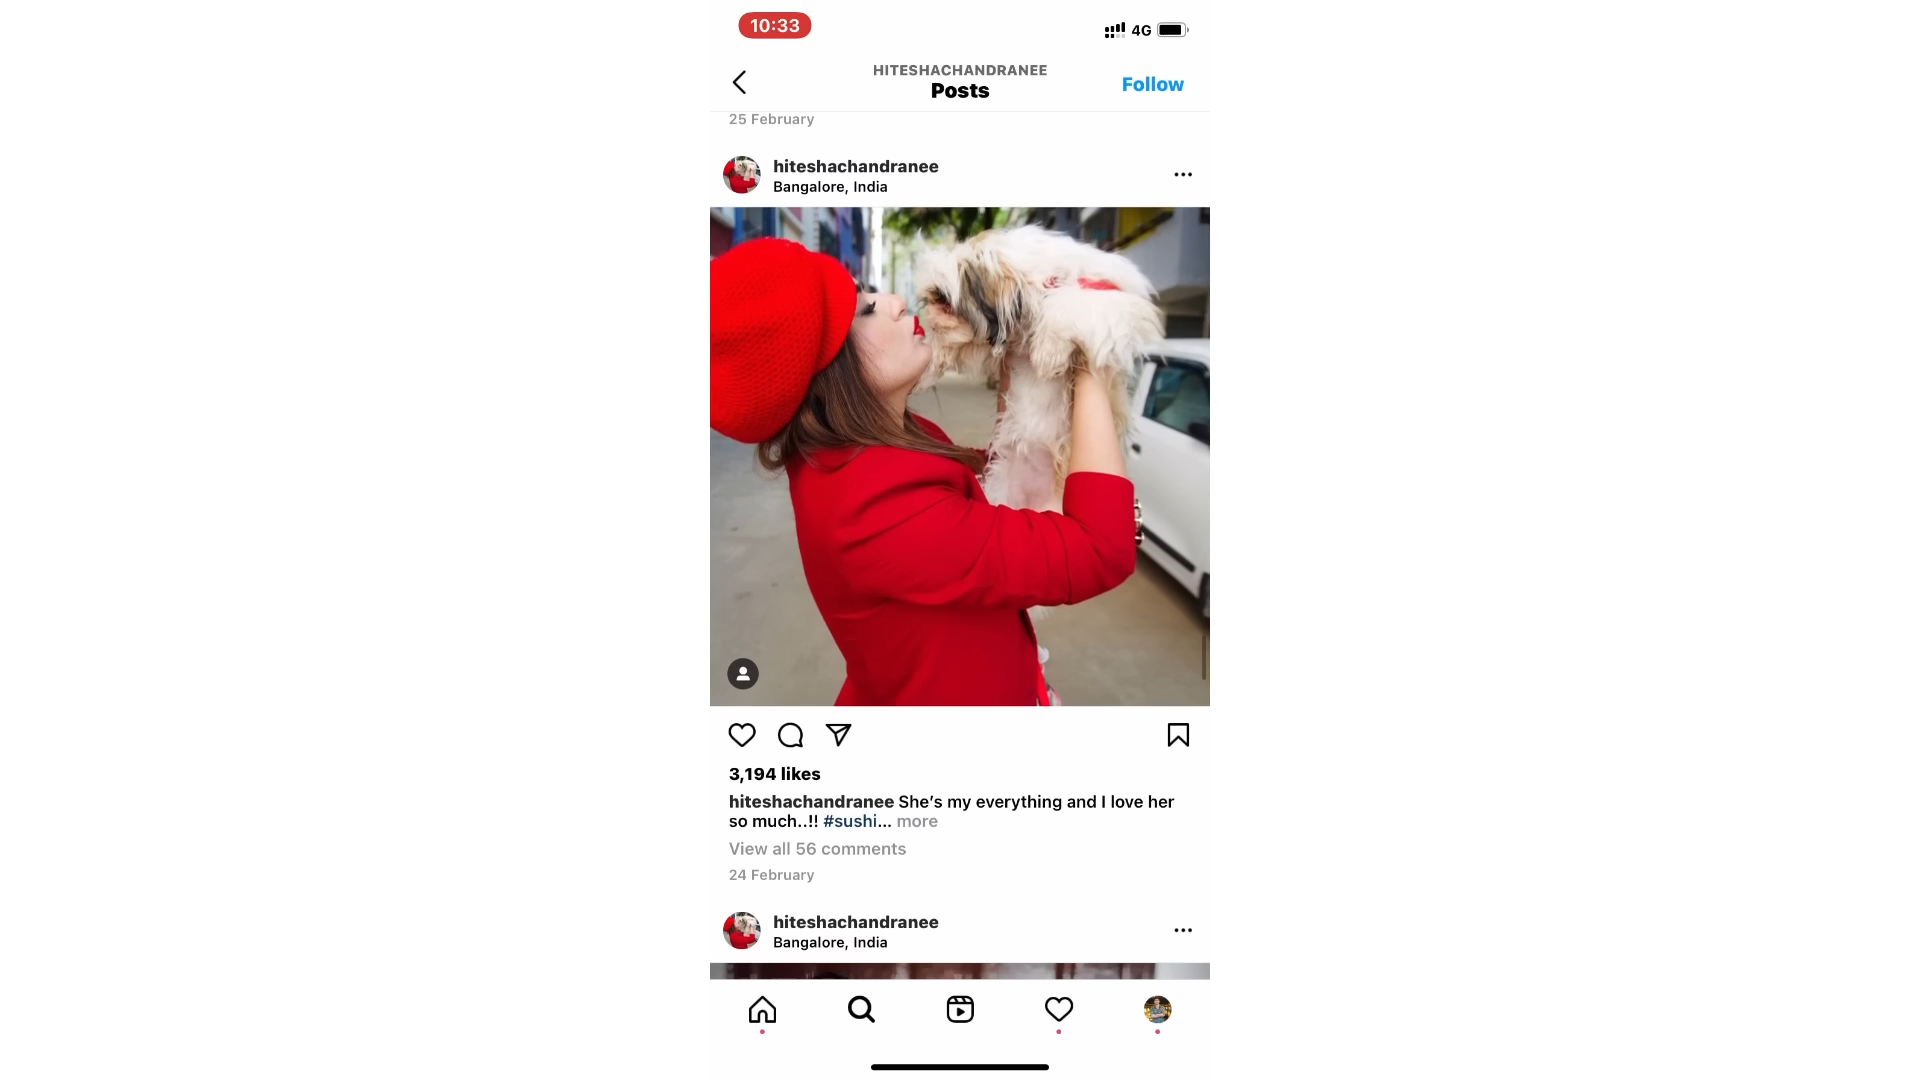 10:33
4G
HITESHACHANDRANEE
Posts
Follow
25 February
hiteshachandranee
Bangalore, India
3,194 likes
hiteshachandranee She’s my everything and I love her
so much..!! #sushi... more
View all 56 comments
24 February
hiteshachandranee
Bangalore, India